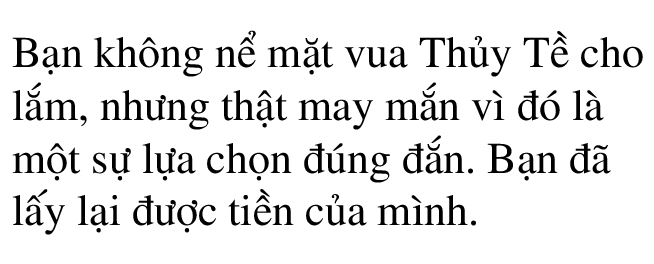 Bạn không nể mặt vua Thủy Tề cho
lắm, nhưng thật may mắn vì đó là
một sự lựa chọn đúng đắn. Bạn đã
lấy lại được tiền của mình.